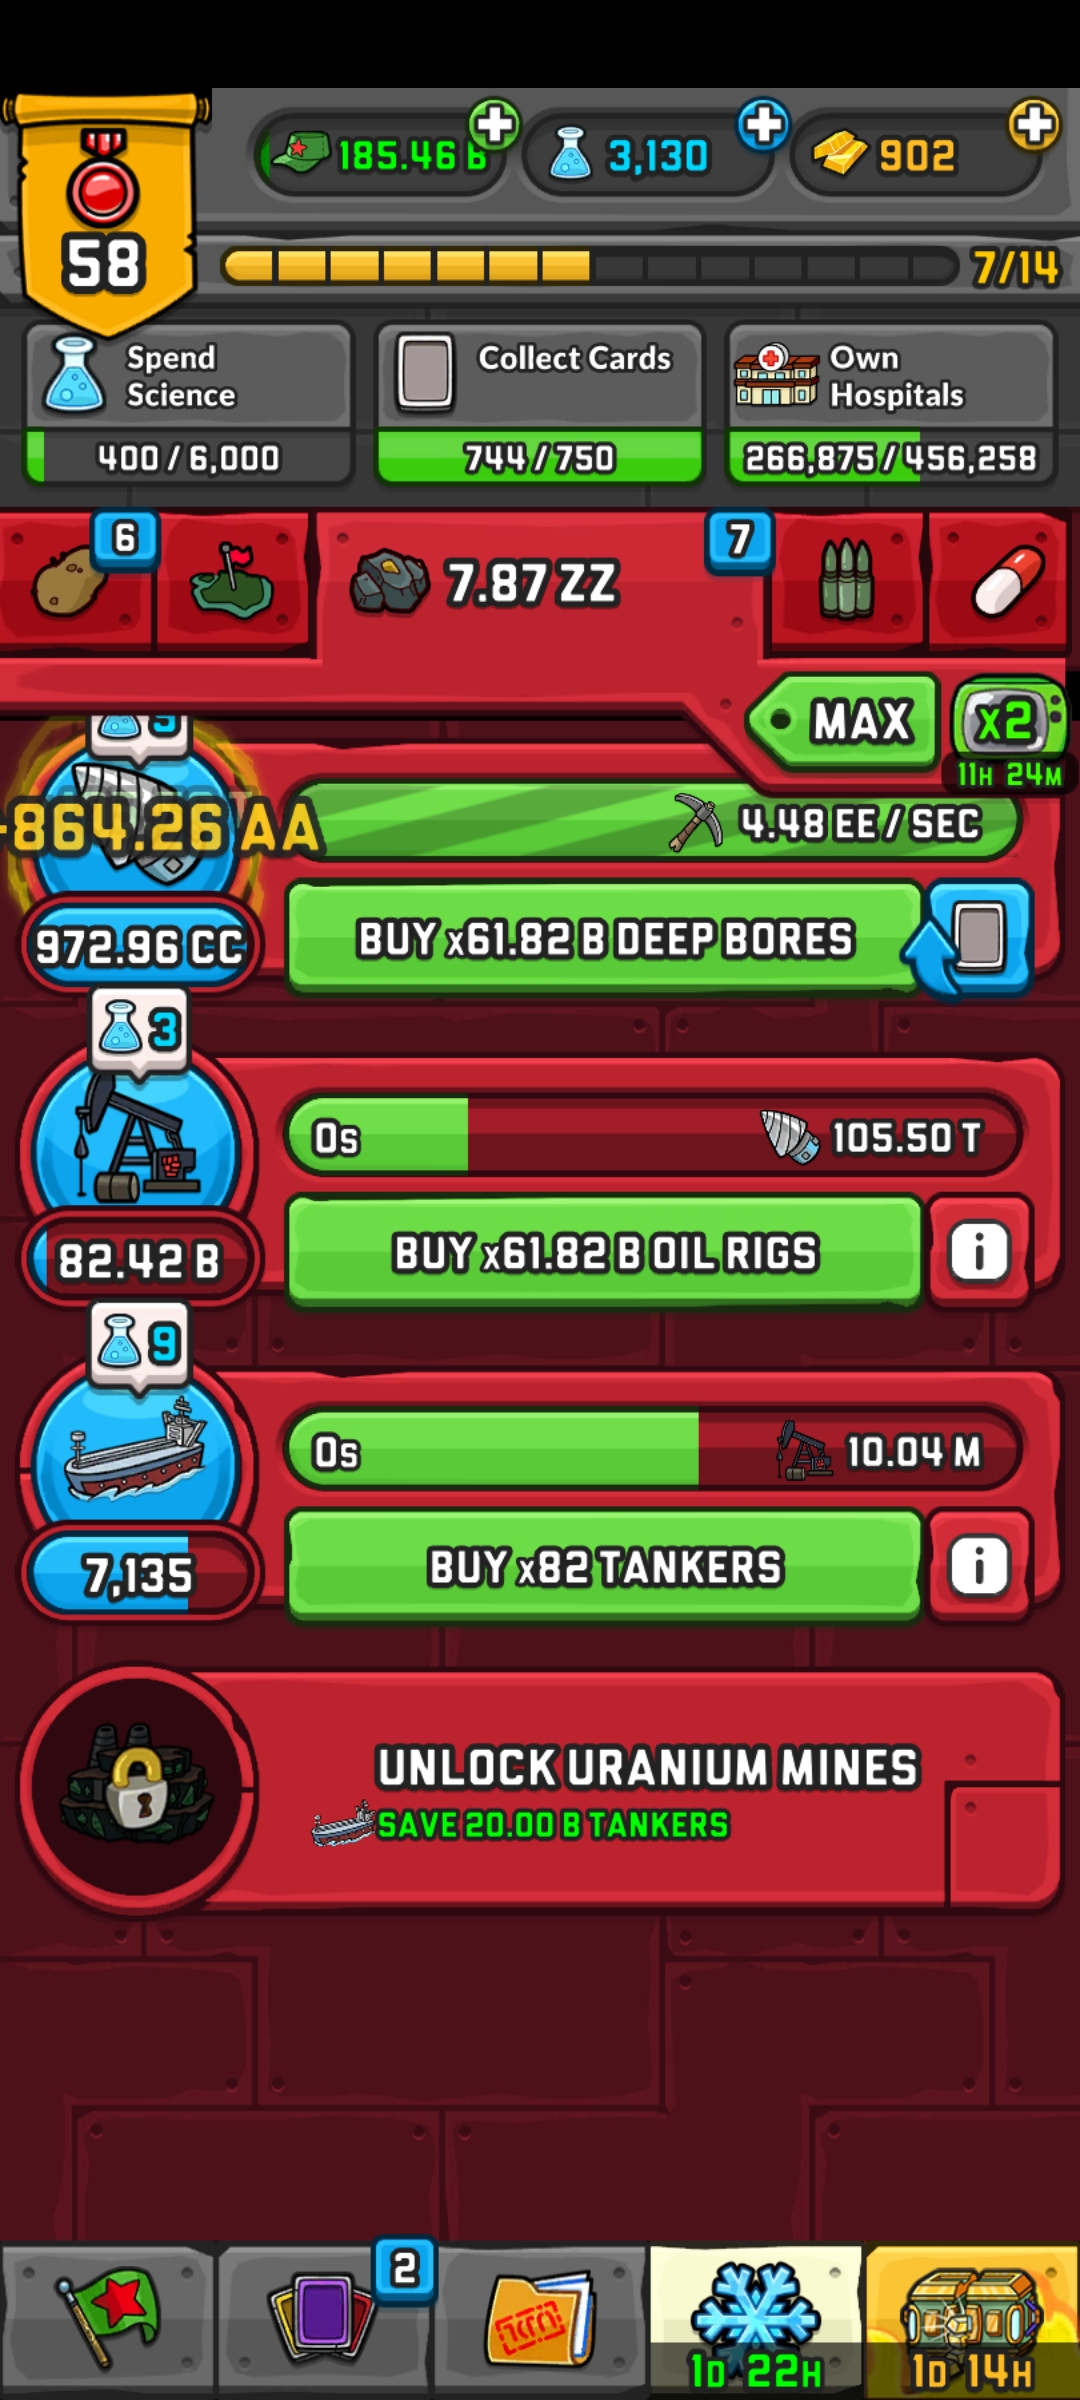 58
185.46 B
3,130
902
7/14
Spend
Science
400/6,000
Collect Cards
744/750
Own
Hospitals
266,875/456,258
6
7.87 ZZ
7
MAX
x2
11H 24M
-864.26 AA
4.48 EE / SEC
972.96 CC
BUY x61.82 B DEEP BORES
3
0s
105.50 T
82.42 B
BUY x61.82 B OIL RIGS
i
9
0s
10.04 M
7,135
BUY x82 TANKERS
i
UNLOCK URANIUM MINES
SAVE 20.00 B TANKERS
2
1D 22H
1D 14H